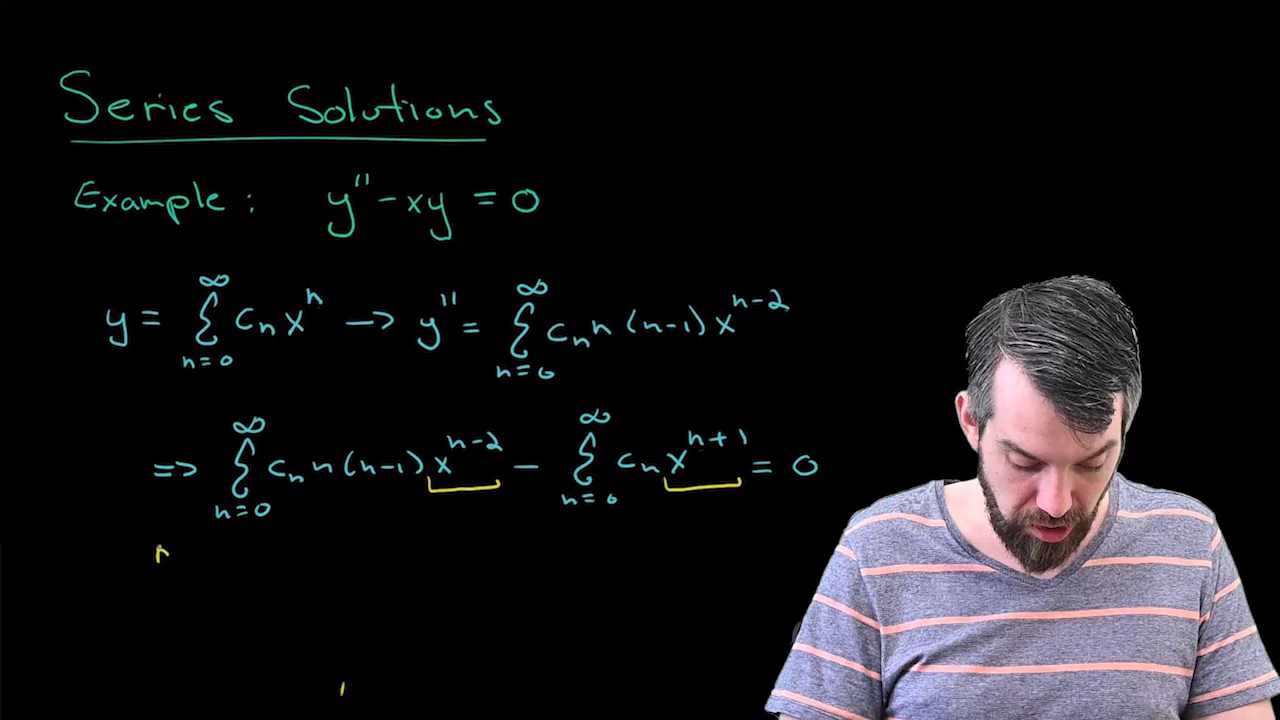 Series Solutions
Example: y'' - xy = 0
y = ∑_{n=0}^{∞} c_n x^n → y'' = ∑_{n=0}^{∞} c_n n (n-1) x^{n-2}
=> ∑_{n=0}^{∞} c_n n (n-1) x^{n-2} - ∑_{n=0}^{∞} c_n x^{n+1} = 0